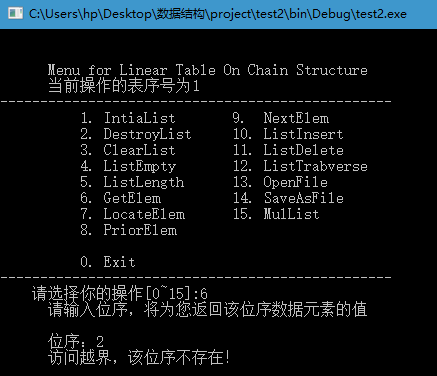 C:\Users\hp\Desktop\数据结构\project\test2\bin\Debug\test2.exe
Menu for Linear Table On Chain Structure
当前操作的表序号为1
-------------------------------------------------
1. IntiaList 9. NextElem
2. DestroyList 10. ListInsert
3. ClearList 11. ListDelete
4. ListEmpty 12. ListTrabverse
5. ListLength 13. OpenFile
6. GetElem 14. SaveAsFile
7. LocateElem 15. MulList
8. PriorElem
0. Exit
-------------------------------------------------
请选择你的操作[0~15]:6
请输入位序，将为您返回该位序数据元素的值
位序：2
访问越界，该位序不存在!